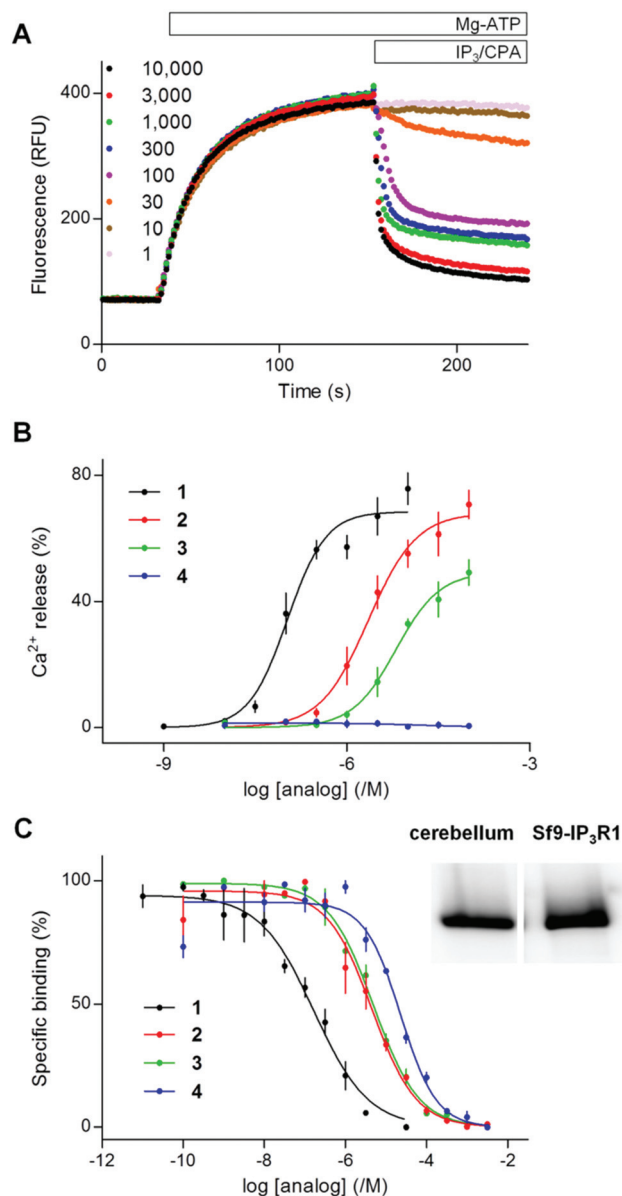 A
Mg-ATP
IP₃/CPA
10,000
3,000
1,000
300
100
30
10
1
400
200
0
Fluorescence (RFU)
0
100
200
Time (s)
B
1
2
3
4
80
40
0
Ca²⁺ release (%)
-9
-6
-3
log [analog] (/M)
C
cerebellum
Sf9-IP₃R1
100
50
0
Specific binding (%)
1
2
3
4
-12
-10
-8
-6
-4
-2
log [analog] (/M)